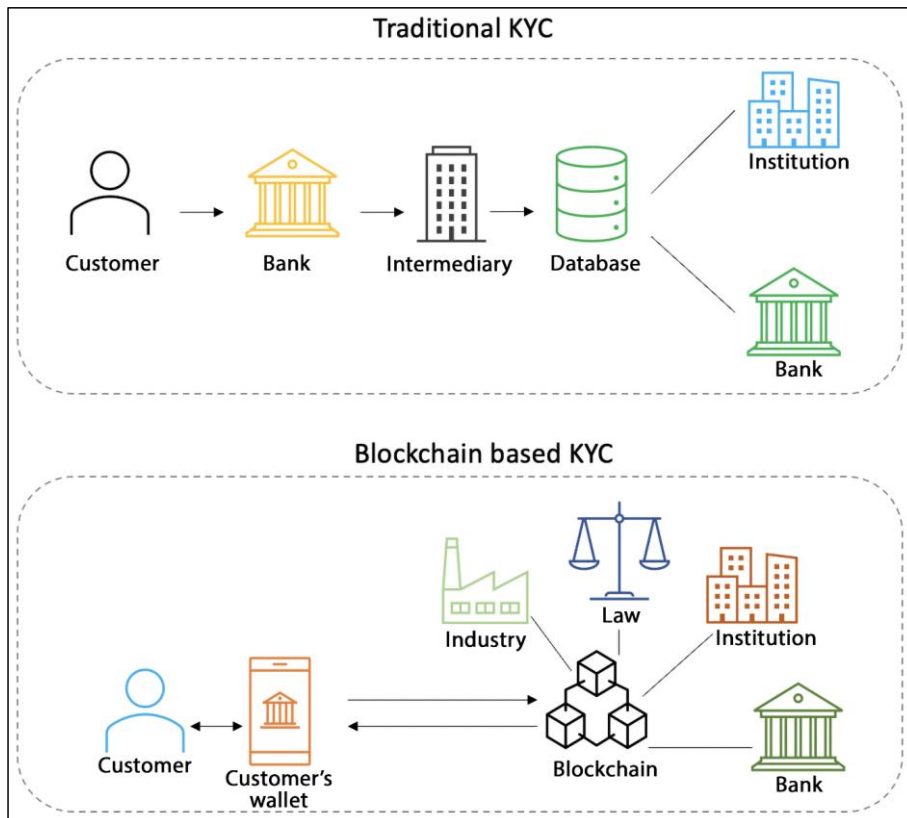 Traditional KYC
Institution
Customer
Bank
Intermediary
Database
Bank
Blockchain based KYC
Law
Industry
Institution
Customer
Customer's
wallet
Blockchain
Bank